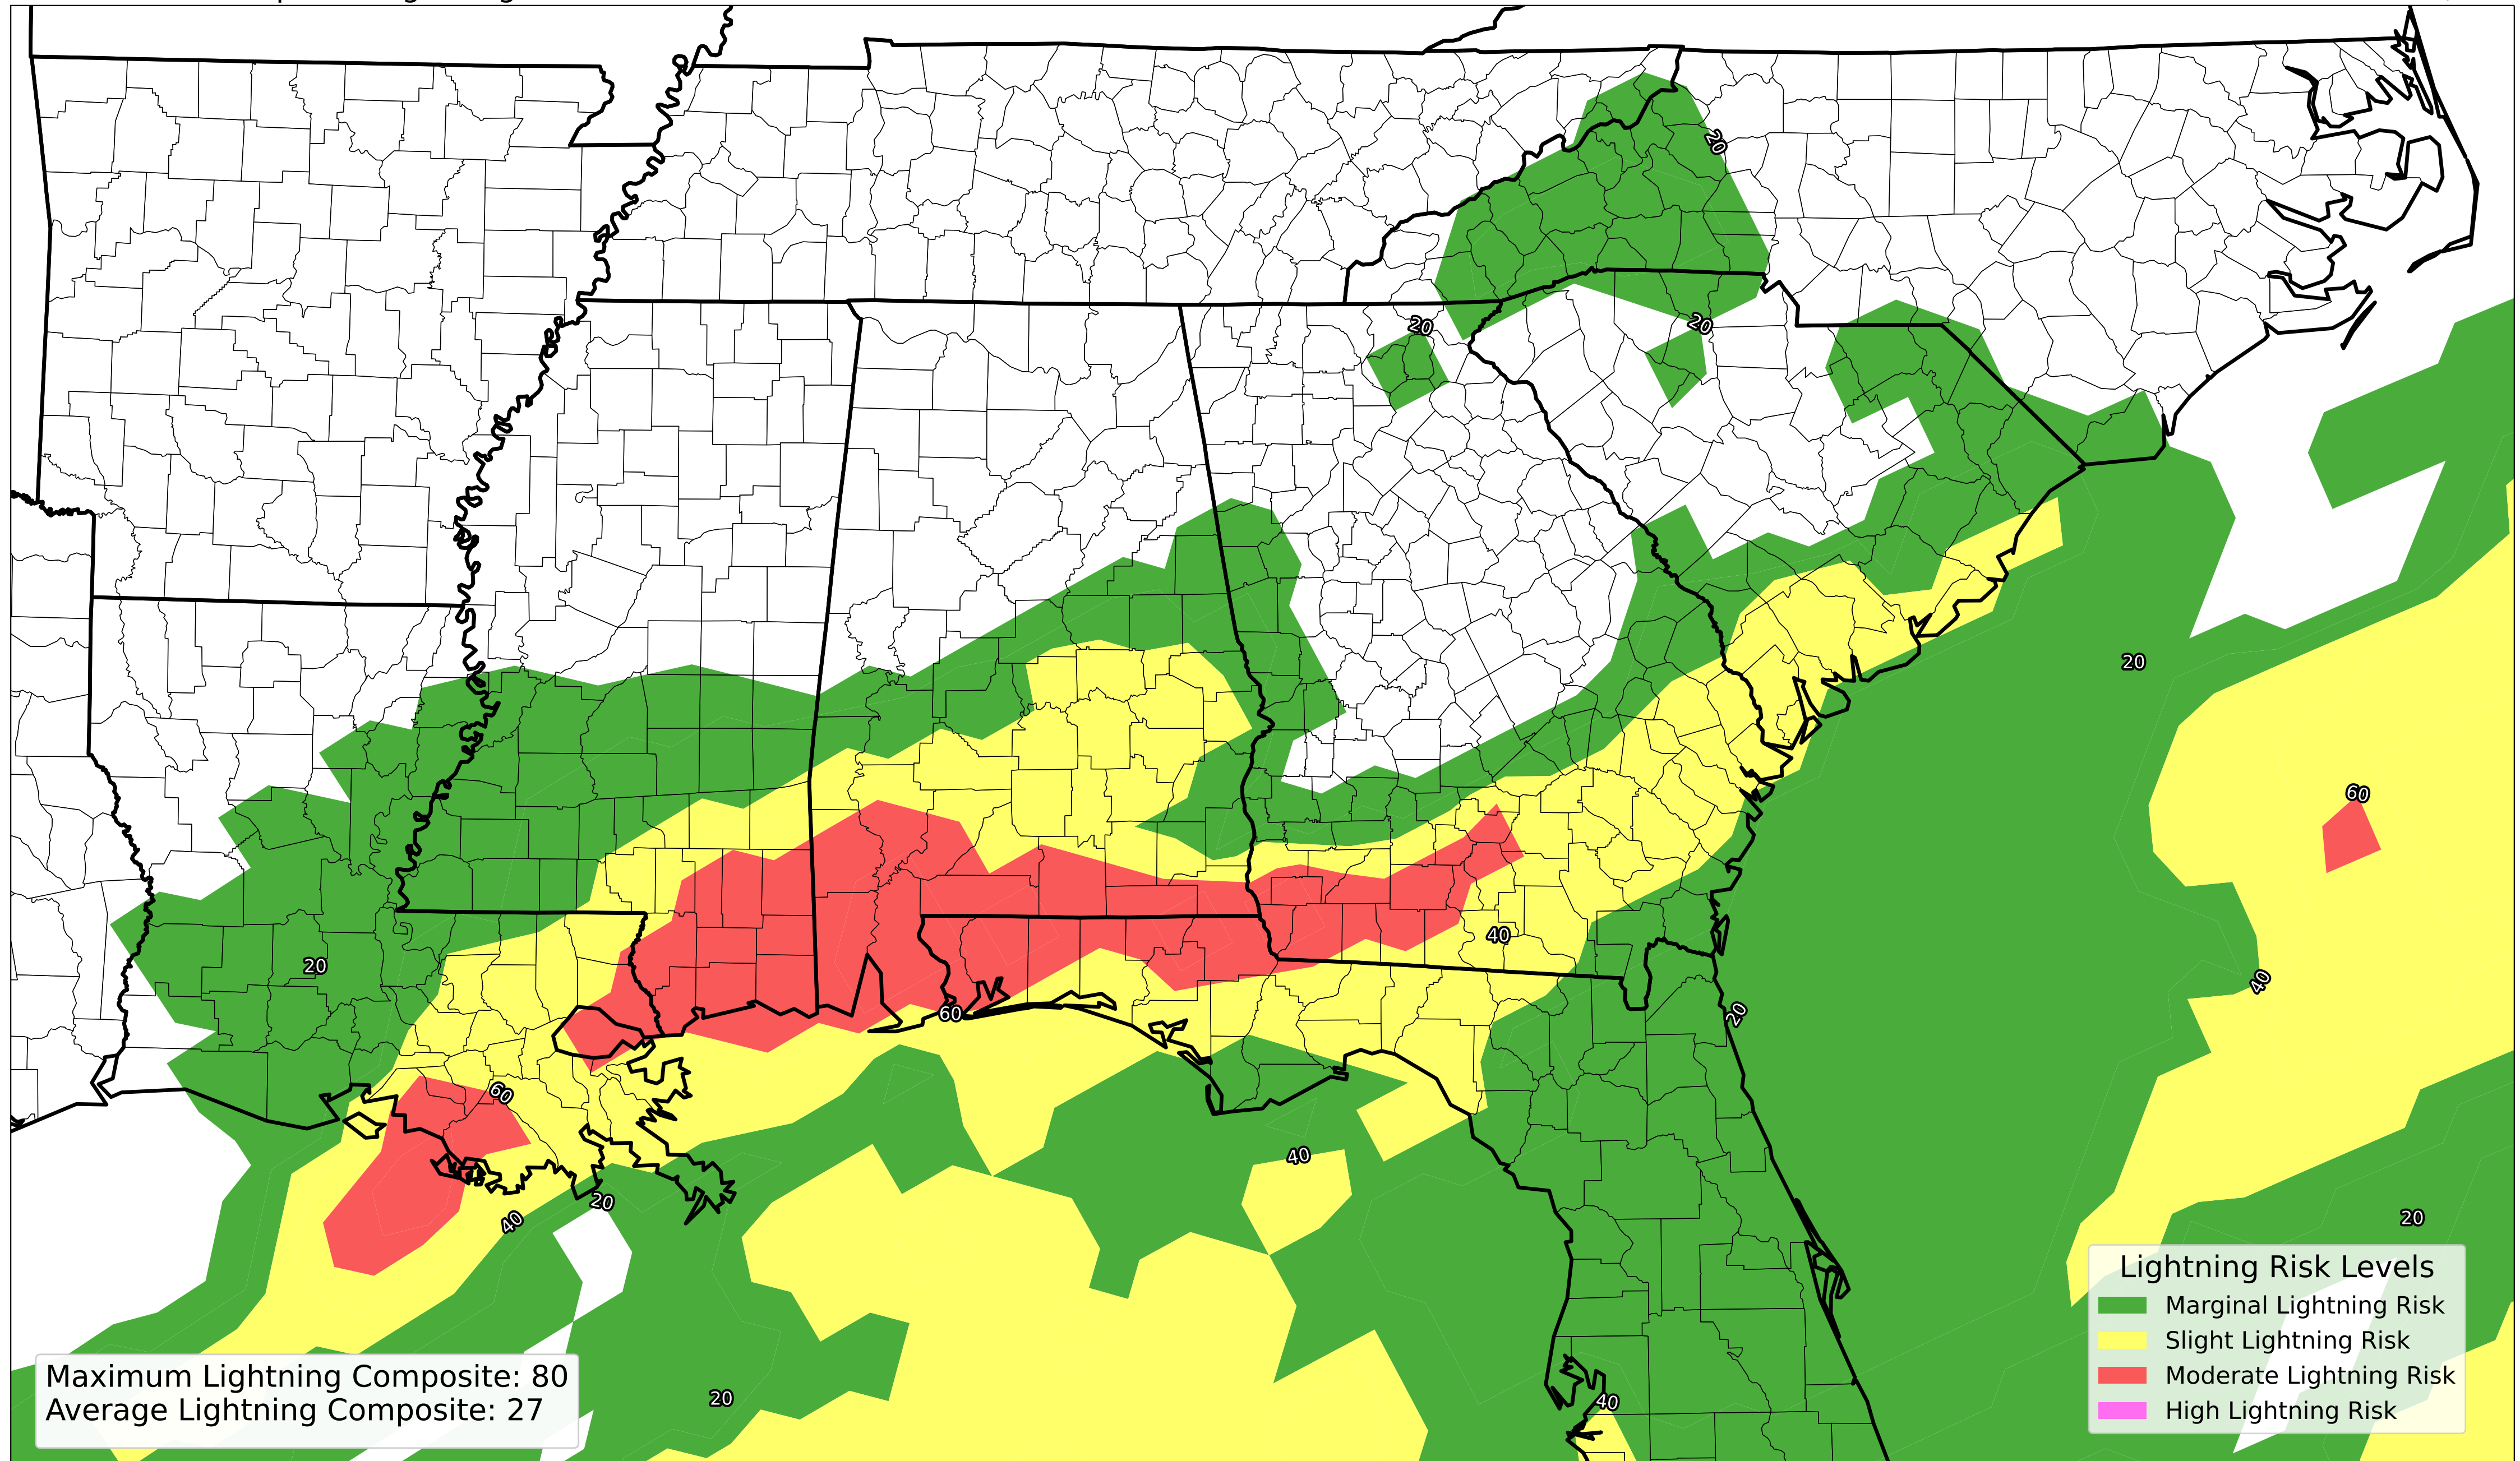 20
20
20
20
60
20
40
40
60
20
60
40
20
40
20
20
40
Lightning Risk Levels
Marginal Lightning Risk
Slight Lightning Risk
Moderate Lightning Risk
High Lightning Risk
Maximum Lightning Composite: 80
Average Lightning Composite: 27